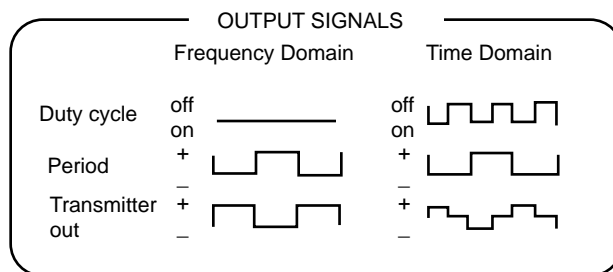 OUTPUT SIGNALS
Frequency Domain Time Domain
Duty cycle off off
on on
Period + +
_ _
Transmitter + +
out _ _